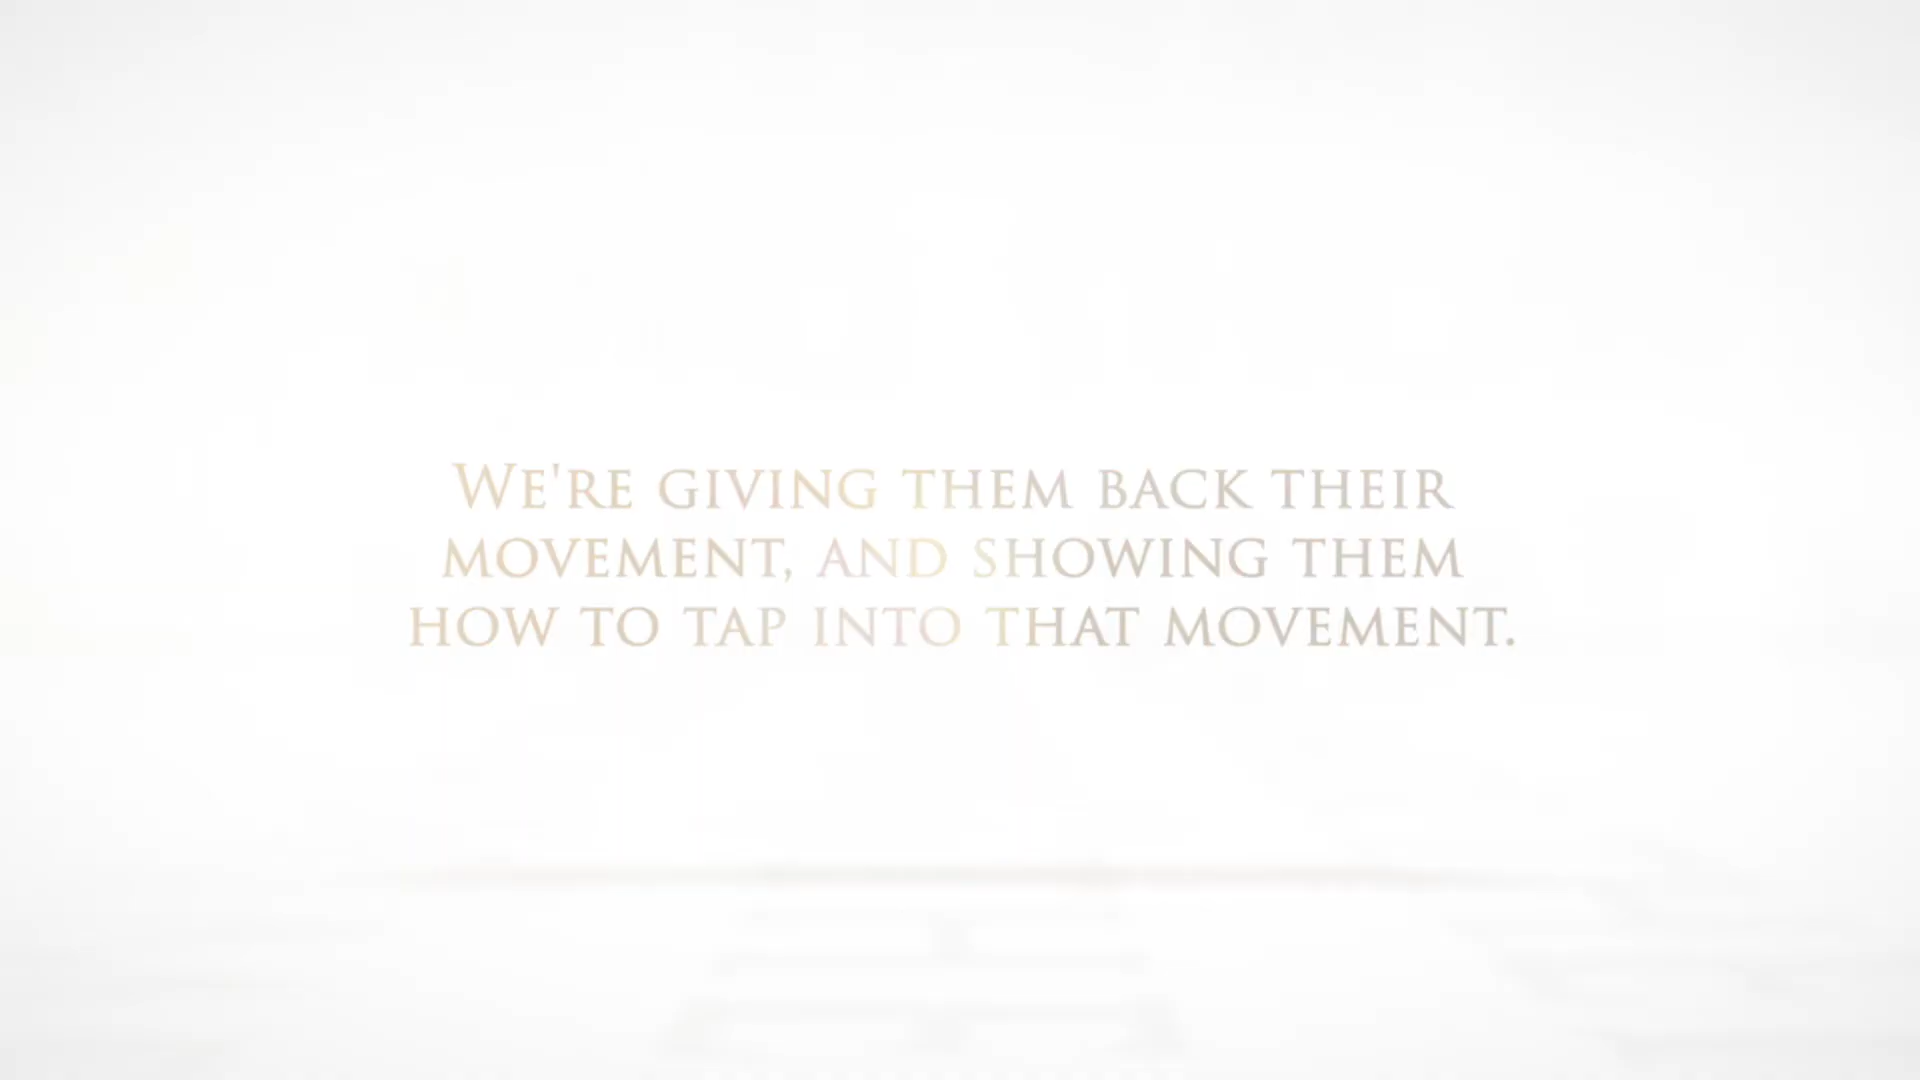 We're giving them back their
movement, and showing them
how to tap into that movement.